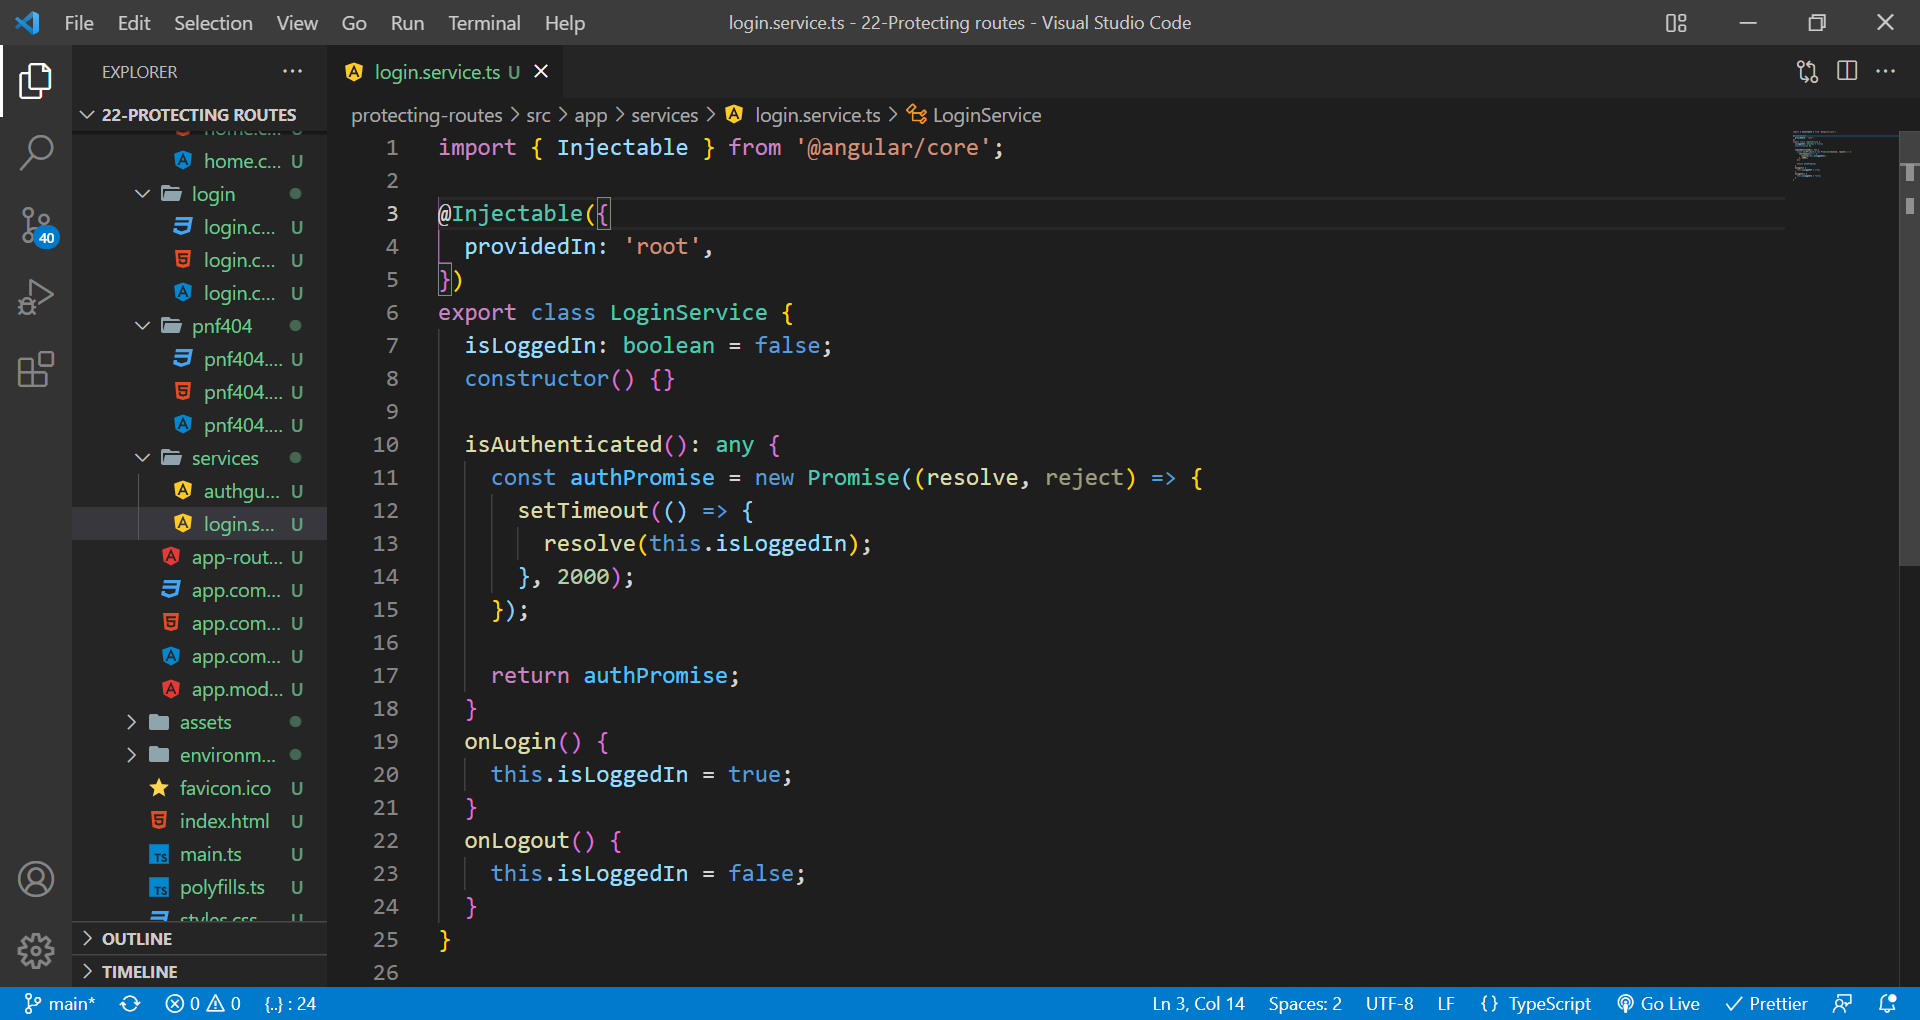 File Edit Selection View Go Run Terminal Help
login.service.ts - 22-Protecting routes - Visual Studio Code
EXPLORER
22-PROTECTING ROUTES
home.c...
home.c... U
login
login.c... U
login.c... U
login.c... U
pnf404
pnf404.... U
pnf404.... U
pnf404.... U
services
authgu... U
login.s... U
app-rout... U
app.com... U
app.com... U
app.com... U
app.mod... U
assets
environm...
favicon.ico U
index.html U
main.ts U
polyfills.ts U
styles.css U
OUTLINE
TIMELINE
40
login.service.ts U
protecting-routes > src > app > services > login.service.ts > LoginService
1 import { Injectable } from '@angular/core';
2
3 @Injectable({
4 providedIn: 'root',
5 })
6 export class LoginService {
7 isLoggedIn: boolean = false;
8 constructor() {}
9
10 isAuthenticated(): any {
11 const authPromise = new Promise((resolve, reject) => {
12 setTimeout(() => {
13 resolve(this.isLoggedIn);
14 }, 2000);
15 });
16
17 return authPromise;
18 }
19 onLogin() {
20 this.isLoggedIn = true;
21 }
22 onLogout() {
23 this.isLoggedIn = false;
24 }
25 }
26
main* 0 0 {..} : 24
Ln 3, Col 14 Spaces: 2 UTF-8 LF {} TypeScript Go Live Prettier